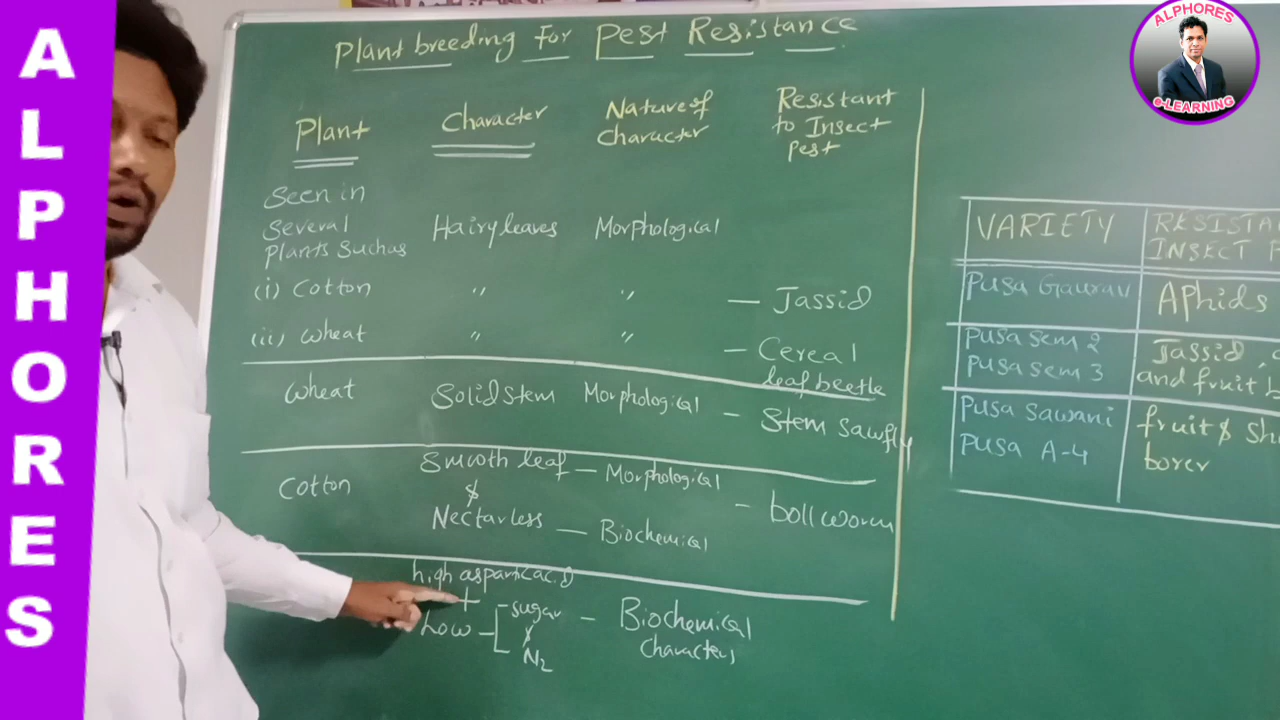 ALPHORES
ALPHORES
e-LEARNING
Plant breeding For Pest Resistance
Plant
Character
Nature of
character
Resistant
to Insect
pest
Seen in
Several
Plants Such as
Hairy leaves
Morphological
(i) Cotton
"
"
— Jassid
(ii) Wheat
"
"
— Cereal
leaf beetle
Wheat
Solid stem
Morphological
— Stem sawfly
Cotton
Smooth leaf — Morphological
&
Nectarless — Biochemical
— boll worm
high aspartic acid
+
Low
sugar
&
N2
— Biochemical
Characters
VARIETY
INSECT
Pusa Gaurav
Aphids
Pusa Sem 2
Pusa Sem 3
Jassid,
and fruit
Pusa Sawani
Pusa A-4
fruit &
borer